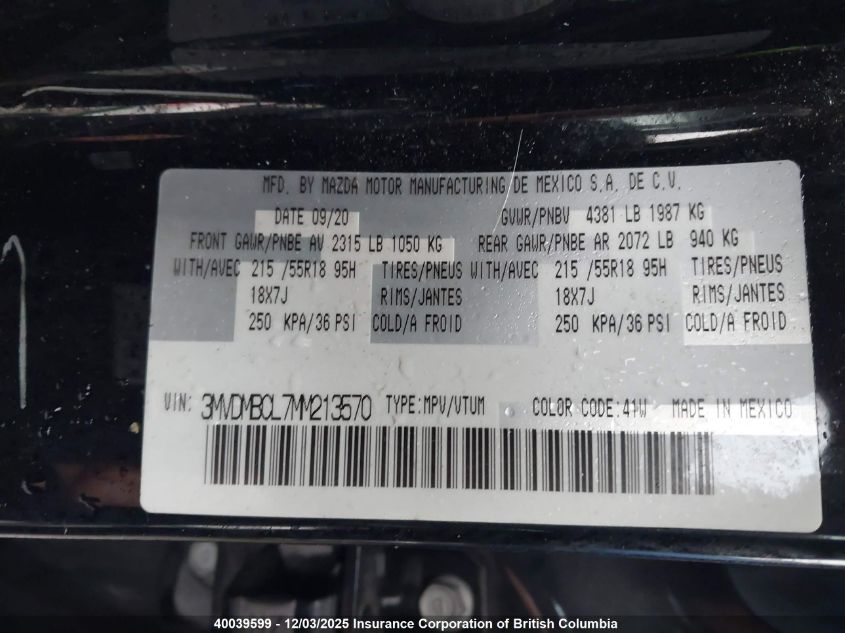 MFD. BY MAZDA MOTOR MANUFACTURING DE MEXICO S.A. DE C.V.
DATE 09/20 GVWR/PNBV 4381 LB 1987 KG
FRONT GAWR/PNBE AV 2315 LB 1050 KG REAR GAWR/PNBE AR 2072 LB 940 KG
WITH/AVEC 215 /55R18 95H TIRES/PNEUS WITH/AVEC 215 /55R18 95H TIRES/PNEUS
18X7J RIMS/JANTES 18X7J RIMS/JANTES
250 KPA/36 PSI COLD/A FROID 250 KPA/36 PSI COLD/A FROID
VIN: 3MVDMBCL7MM213570 TYPE:MPV/VTUM COLOR CODE:41W MADE IN MEXICO
40039599 - 12/03/2025 Insurance Corporation of British Columbia